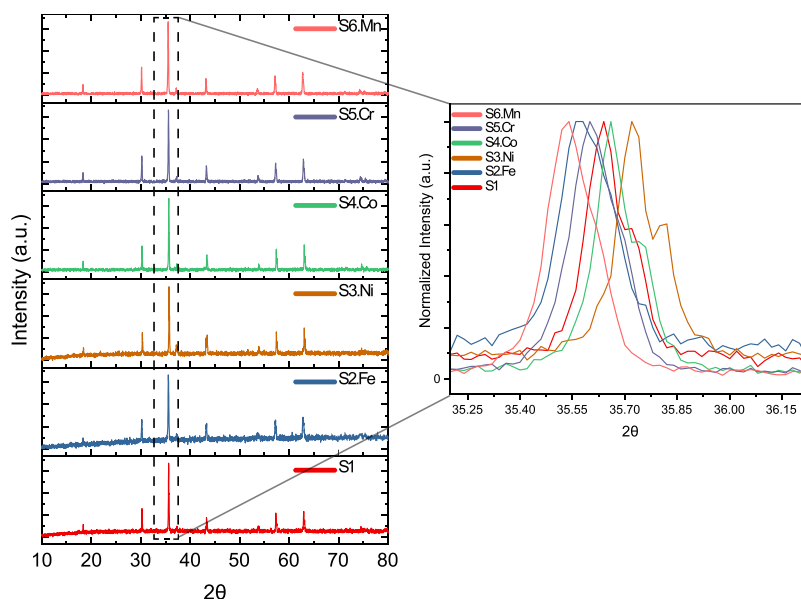 S6.Mn
S5.Cr
S4.Co
S3.Ni
S2.Fe
S1
Intensity (a.u.)
10 20 30 40 50 60 70 80
2θ
S6.Mn
S5.Cr
S4.Co
S3.Ni
S2.Fe
S1
Normalized Intensity (a.u.)
0
35.25 35.40 35.55 35.70 35.85 36.00 36.15
2θ